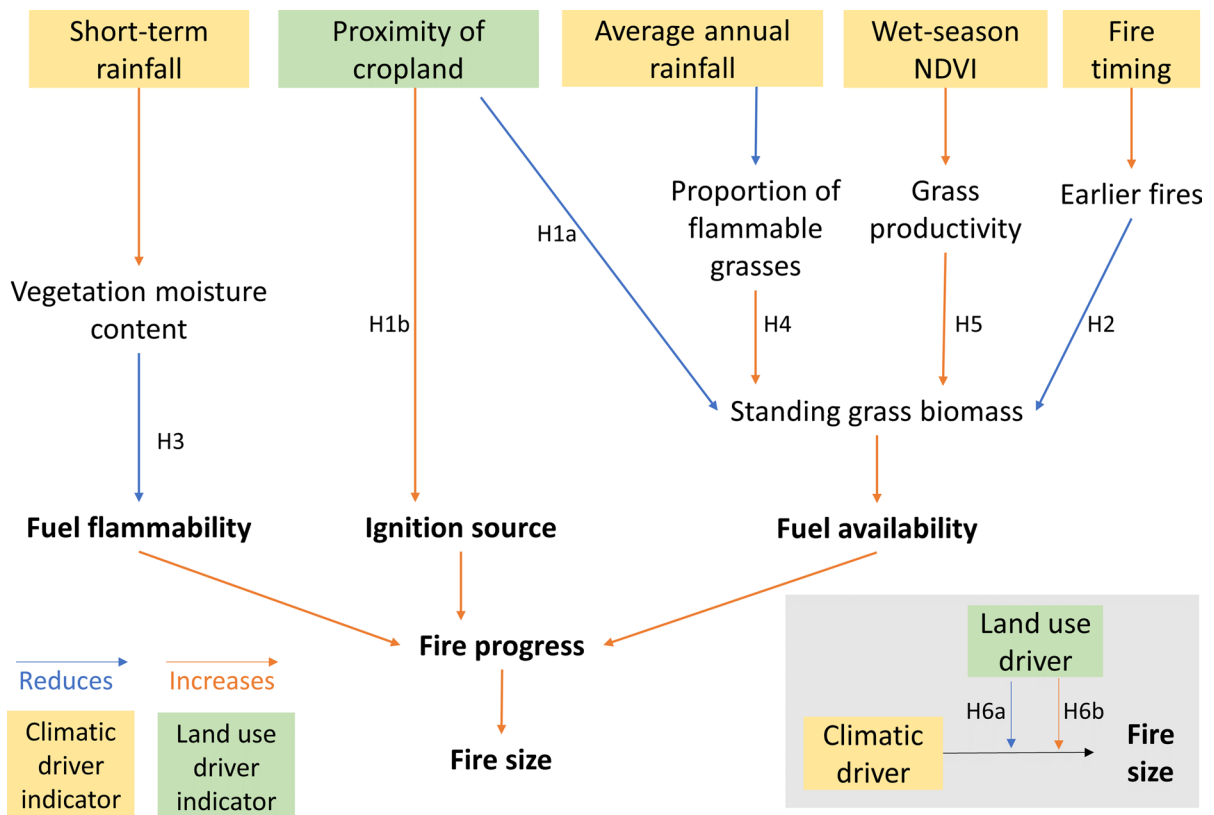 Short-term
rainfall
Proximity of
cropland
Average annual
rainfall
Wet-season
NDVI
Fire
timing
Proportion of
flammable
grasses
Grass
productivity
Earlier fires
H1a
Vegetation moisture
content
H1b
H4
H5
H2
Standing grass biomass
H3
Fuel flammability
Ignition source
Fuel availability
Fire progress
Fire size
Reduces
Increases
Climatic
driver
indicator
Land use
driver
indicator
Land use
driver
H6a
H6b
Climatic
driver
Fire
size